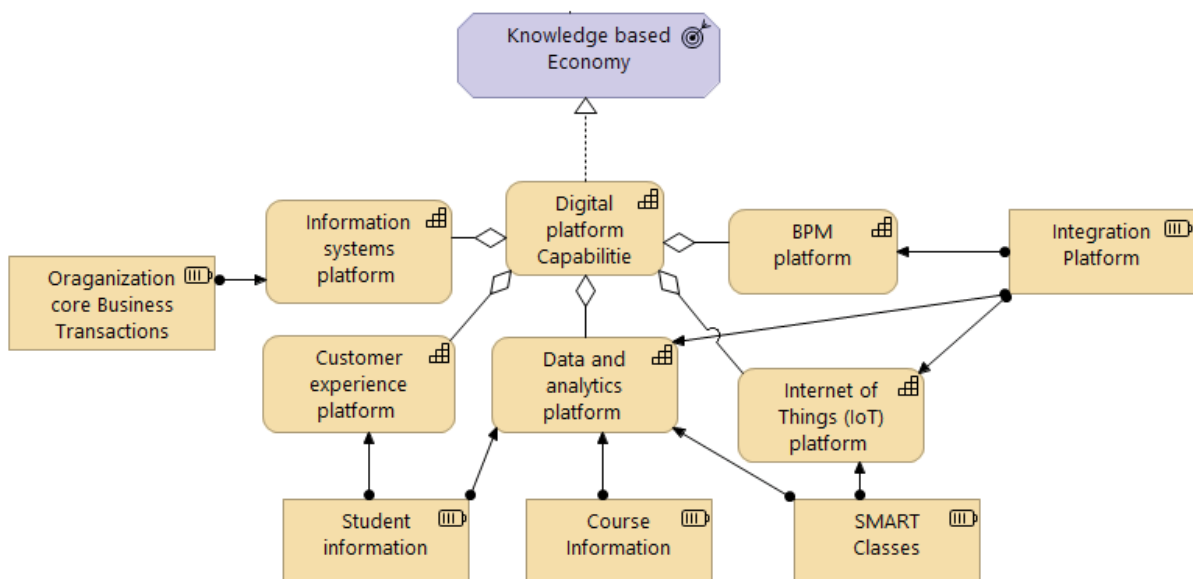 Knowledge based
Economy
Digital
platform
Capabilitie
Information
systems
platform
BPM
platform
Integration
Platform
Oraganization
core Business
Transactions
Customer
experience
platform
Data and
analytics
platform
Internet of
Things (IoT)
platform
Student
information
Course
Information
SMART
Classes